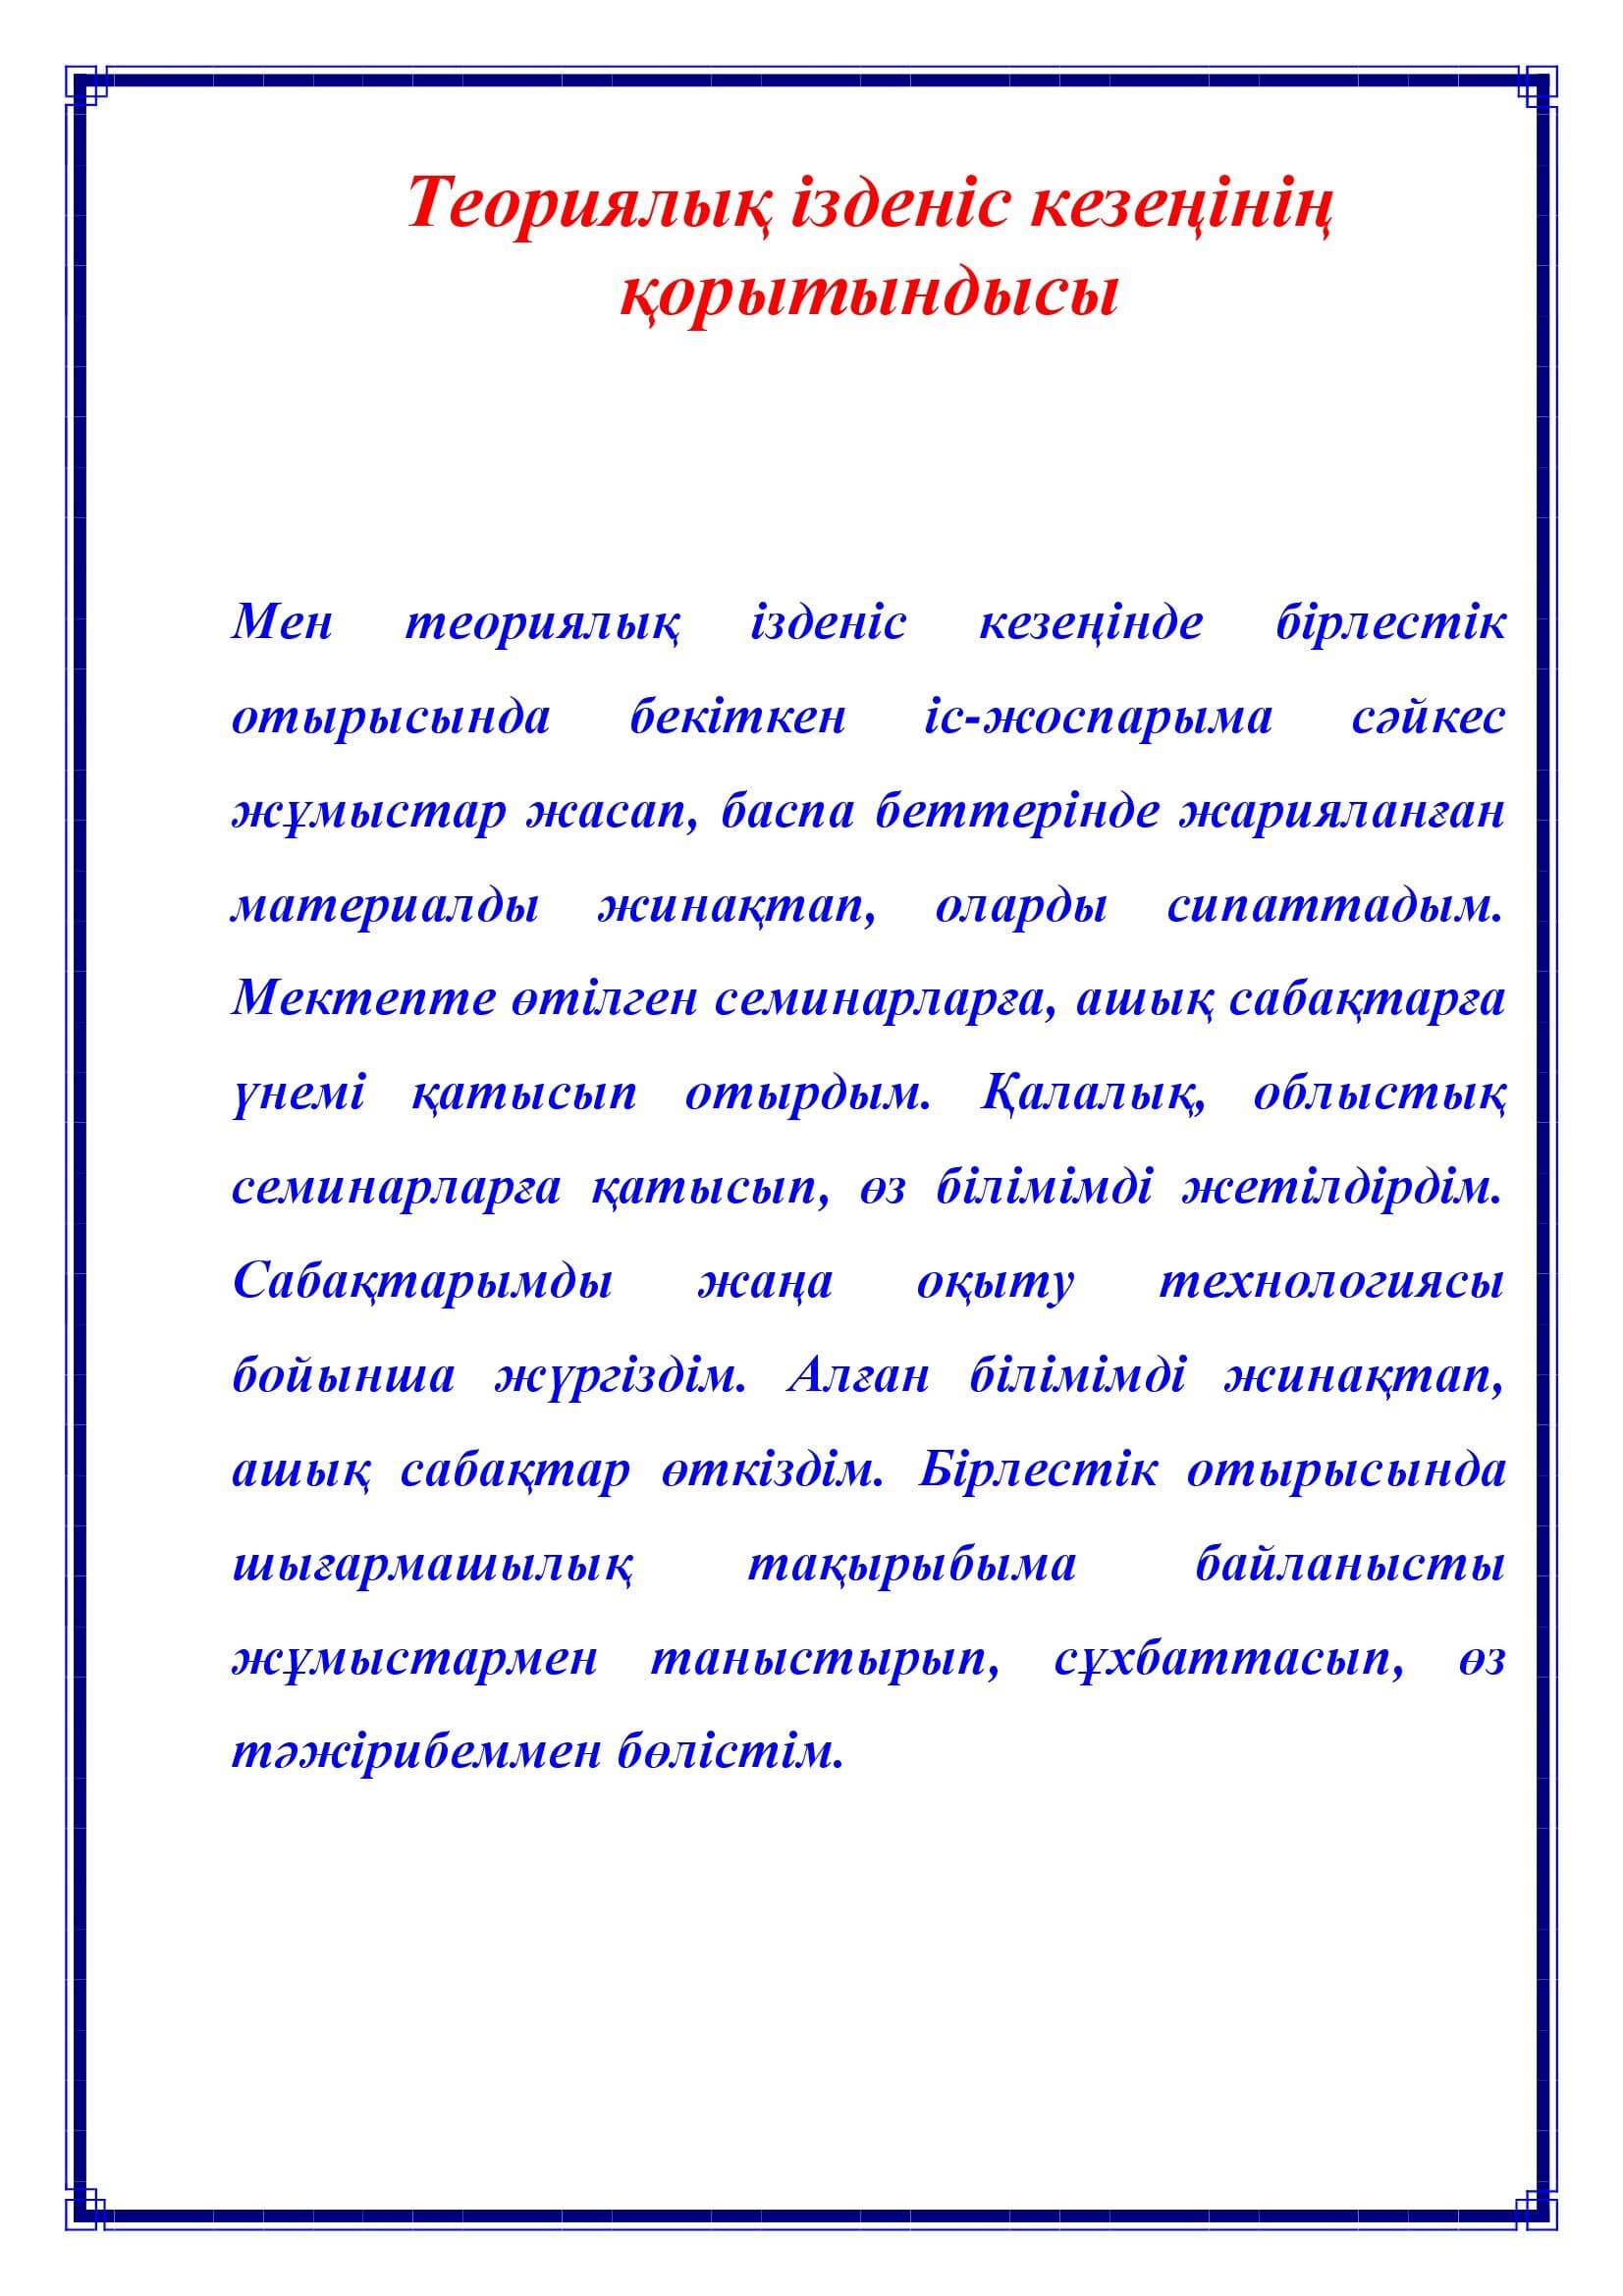 Теориялық ізденіс кезеңінің
қорытындысы
Мен теориялық ізденіс кезеңінде бірлестік
отырысында бекіткен іс-жоспарыма сәйкес
жұмыстар жасап, баспа беттерінде жарияланған
материалды жинақтап, оларды сипаттадым.
Мектепте өтілген семинарларға, ашық сабақтарға
үнемі қатысып отырдым. Қалалық, облыстық
семинарларға қатысып, өз білімімді жетілдірдім.
Сабақтарымды жаңа оқыту технологиясы
бойынша жүргіздім. Алған білімімді жинақтап,
ашық сабақтар өткіздім. Бірлестік отырысында
шығармашылық тақырыбыма байланысты
жұмыстармен таныстырып, сұхбаттасып, өз
тәжірибеммен бөлістім.